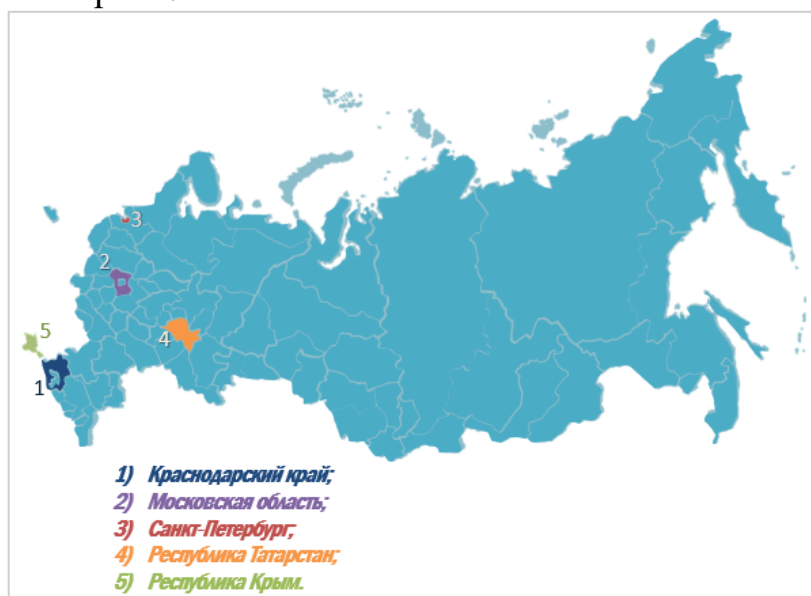 3
2
5
4
1
1) Краснодарский край;
2) Московская область;
3) Санкт-Петербург;
4) Республика Татарстан;
5) Республика Крым.